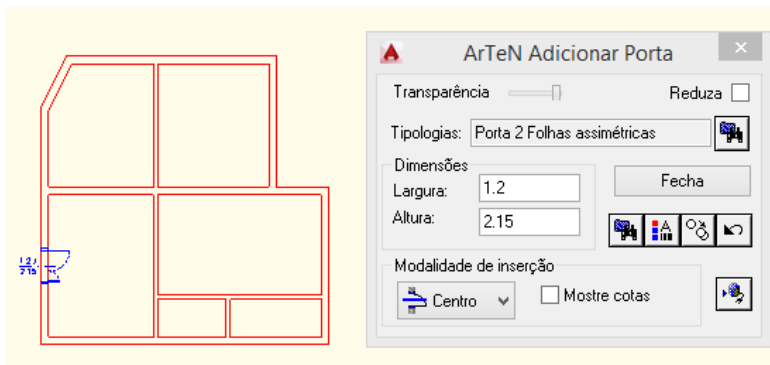 ArTeN Adicionar Porta
Transparência
Reduza
Tipologias: Porta 2 Folhas assimétricas
Dimensões
Largura: 1.2
Fecha
Altura: 2.15
Modalidade de inserção
Centro
Mostre cotas